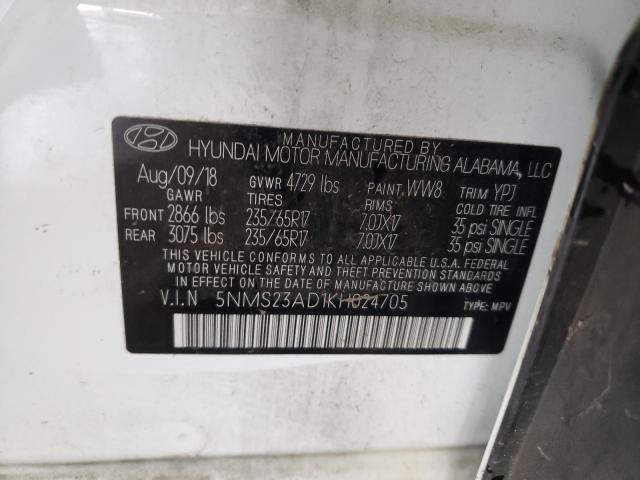 MANUFACTURED BY
HYUNDAI MOTOR MANUFACTURING ALABAMA, LLC
Aug/09/18 GVWR 4729 lbs PAINT WW8 TRIM YPJ
GAWR TIRES RIMS COLD TIRE INFL
FRONT 2866 lbs 235/65R17 7.0JX17 35 psi SINGLE
REAR 3075 lbs 235/65R17 7.0JX17 35 psi SINGLE
THIS VEHICLE CONFORMS TO ALL APPLICABLE U.S.A. FEDERAL
MOTOR VEHICLE SAFETY AND THEFT PREVENTION STANDARDS
IN EFFECT ON THE DATE OF MANUFACTURE SHOWN ABOVE.
V.I.N 5NMS23AD1KH024705 TYPE: MPV